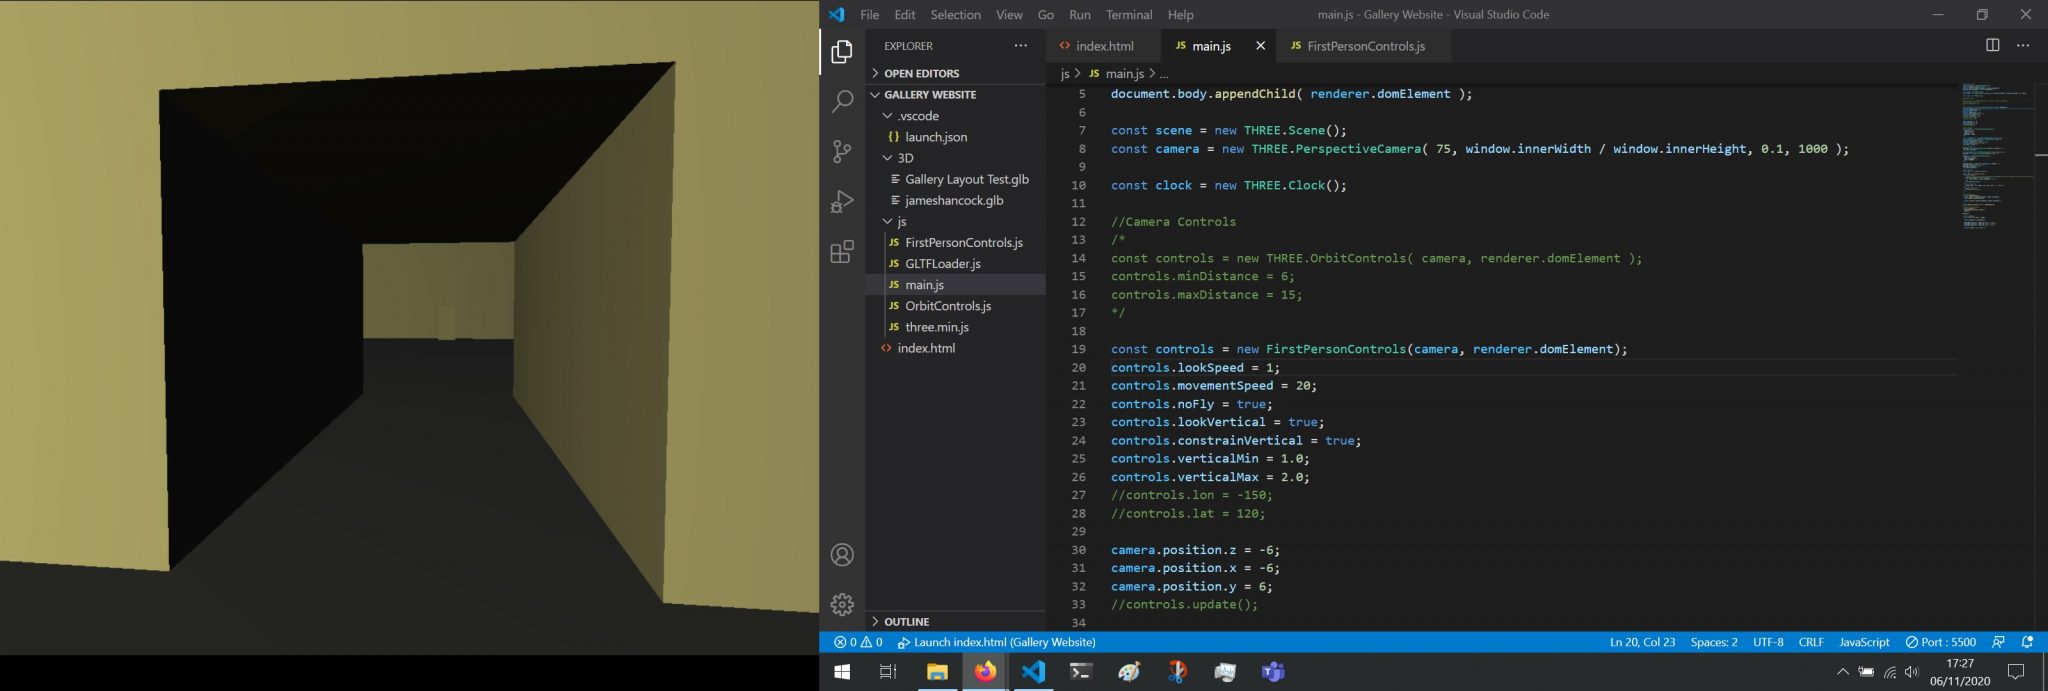 File Edit Selection View Go Run Terminal Help
main.js - Gallery Website - Visual Studio Code
EXPLORER
OPEN EDITORS
GALLERY WEBSITE
.vscode
{} launch.json
3D
Gallery Layout Test.glb
jameshancock.glb
js
JS FirstPersonControls.js
JS GLTFLoader.js
JS main.js
JS OrbitControls.js
JS three.min.js
<> index.html
OUTLINE
<> index.html
JS main.js
JS FirstPersonControls.js
js > JS main.js > ...
5 document.body.appendChild( renderer.domElement );
6
7 const scene = new THREE.Scene();
8 const camera = new THREE.PerspectiveCamera( 75, window.innerWidth / window.innerHeight, 0.1, 1000 );
9
10 const clock = new THREE.Clock();
11
12 //Camera Controls
13 /*
14 const controls = new THREE.OrbitControls( camera, renderer.domElement );
15 controls.minDistance = 6;
16 controls.maxDistance = 15;
17 */
18
19 const controls = new FirstPersonControls(camera, renderer.domElement);
20 controls.lookSpeed = 1;
21 controls.movementSpeed = 20;
22 controls.noFly = true;
23 controls.lookVertical = true;
24 controls.constrainVertical = true;
25 controls.verticalMin = 1.0;
26 controls.verticalMax = 2.0;
27 //controls.lon = -150;
28 //controls.lat = 120;
29
30 camera.position.z = -6;
31 camera.position.x = -6;
32 camera.position.y = 6;
33 //controls.update();
34
0 0 Launch index.html (Gallery Website)
Ln 20, Col 23 Spaces: 2 UTF-8 CRLF JavaScript Port : 5500
17:27
06/11/2020